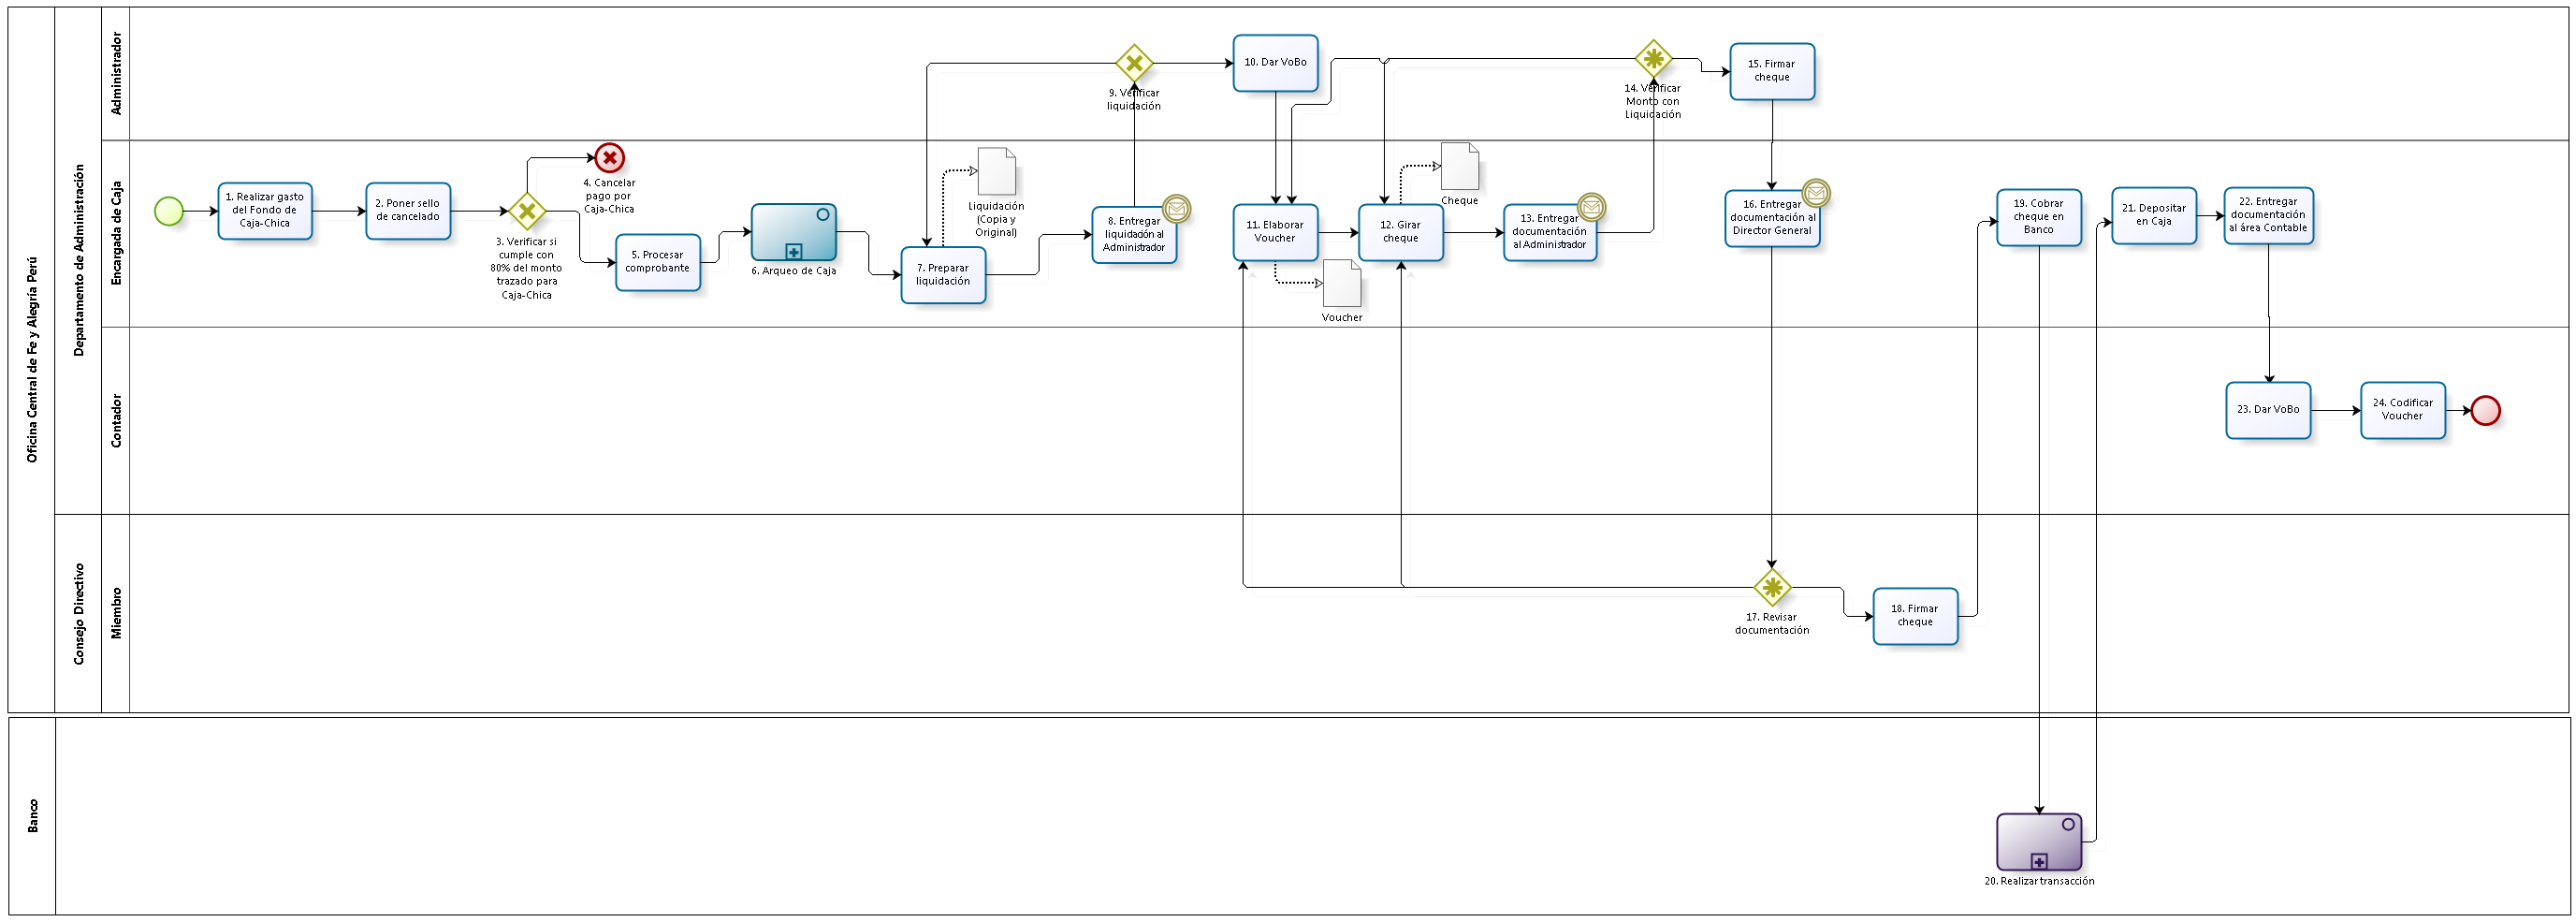 Oficina Central de Fe y Alegría Perú
Departamento de Administración
Administrador
9. Verificar
liquidación
10. Dar VoBo
14. Verificar
Monto con
Liquidación
15. Firmar
cheque
Encargada de Caja
1. Realizar gasto
del Fondo de
Caja-Chica
2. Poner sello
de cancelado
3. Verificar si
cumple con
80% del monto
trazado para
Caja-Chica
4. Cancelar
pago por
Caja-Chica
5. Procesar
comprobante
6. Arqueo de Caja
7. Preparar
liquidación
Liquidación
(Copia y
Original)
8. Entregar
liquidación al
Administrador
11. Elaborar
Voucher
Voucher
12. Girar
cheque
Cheque
13. Entregar
documentación
al Administrador
16. Entregar
documentación al
Director General
19. Cobrar
cheque en
Banco
21. Depositar
en Caja
22. Entregar
documentación
al área Contable
Contador
23. Dar VoBo
24. Codificar
Voucher
Consejo Directivo
Miembro
17. Revisar
documentación
18. Firmar
cheque
Banco
20. Realizar transacción